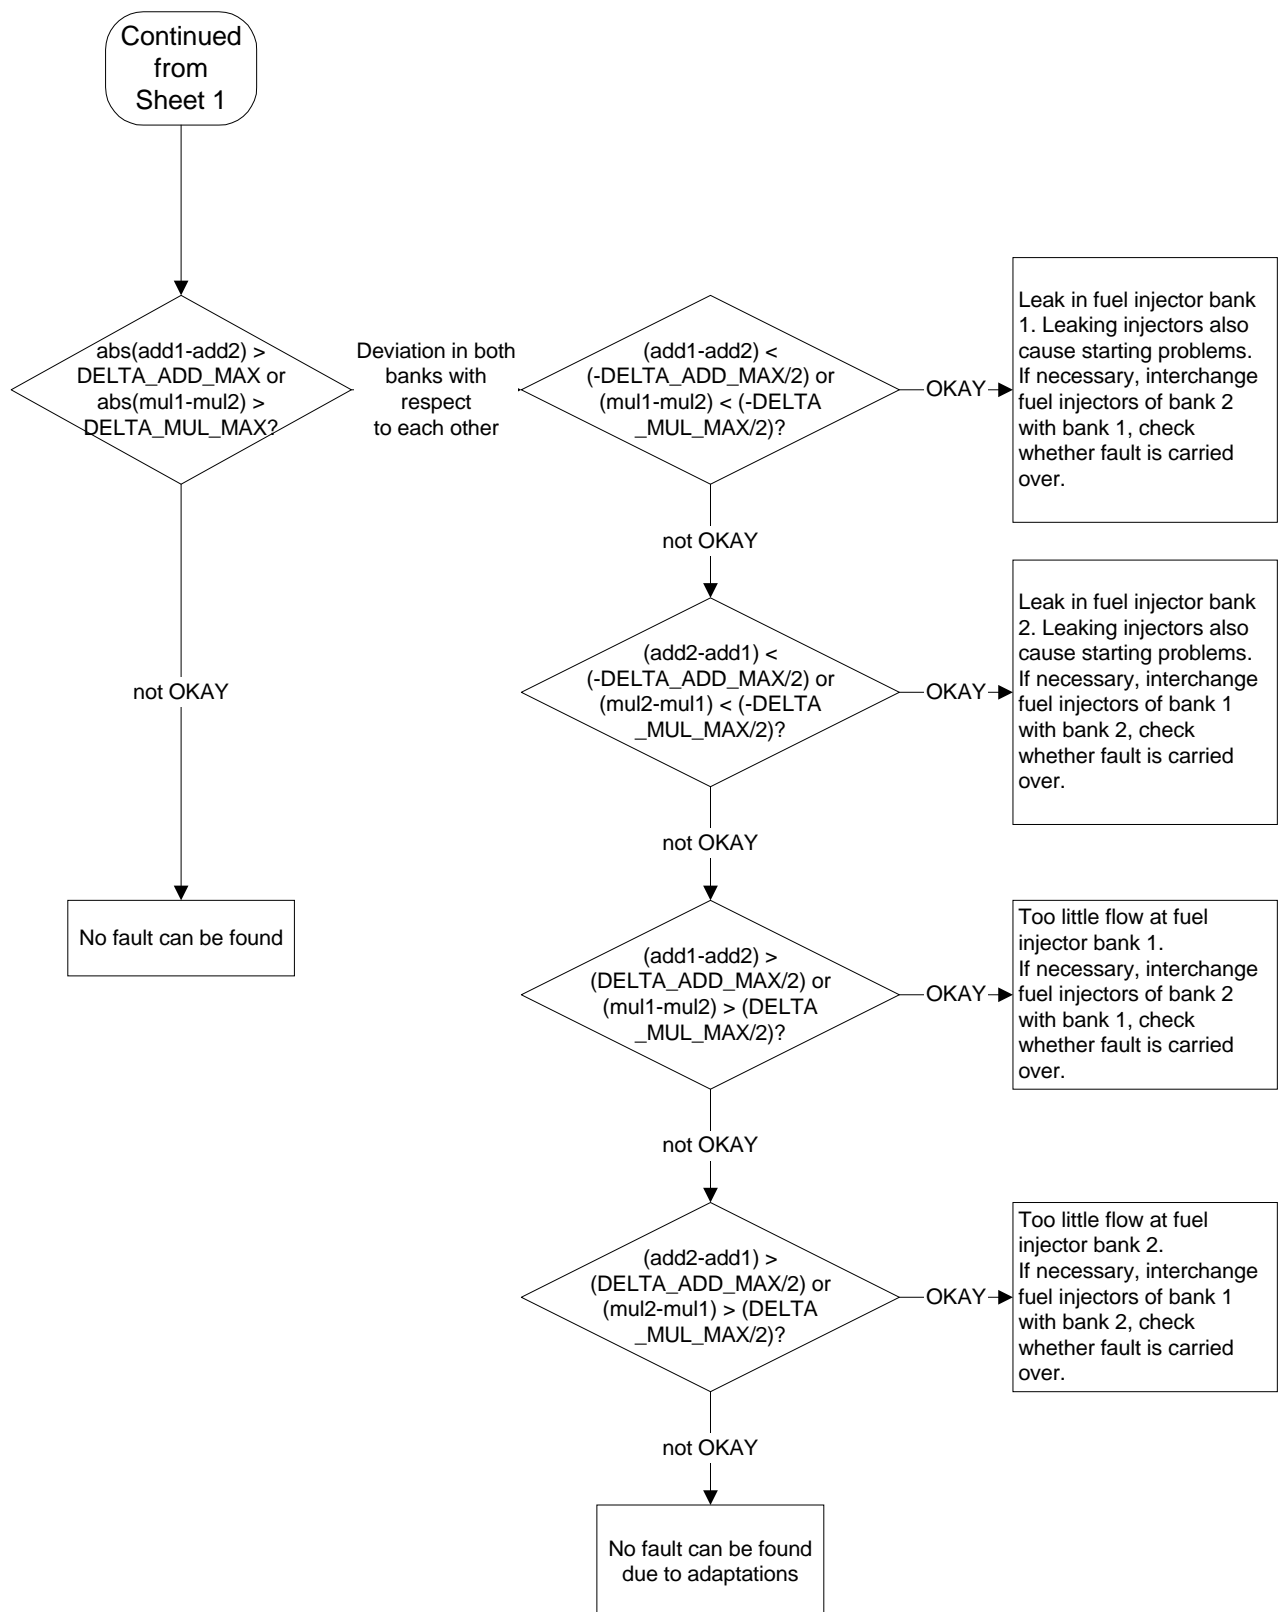 Continued
from
Sheet 1
abs(add1-add2) >
DELTA_ADD_MAX or
abs(mul1-mul2) >
DELTA_MUL_MAX?
Deviation in both
banks with
respect
to each other
(add1-add2) <
(-DELTA_ADD_MAX/2) or
(mul1-mul2) < (-DELTA
_MUL_MAX/2)?
OKAY
Leak in fuel injector bank
1. Leaking injectors also
cause starting problems.
If necessary, interchange
fuel injectors of bank 2
with bank 1, check
whether fault is carried
over.
not OKAY
(add2-add1) <
(-DELTA_ADD_MAX/2) or
(mul2-mul1) < (-DELTA
_MUL_MAX/2)?
OKAY
Leak in fuel injector bank
2. Leaking injectors also
cause starting problems.
If necessary, interchange
fuel injectors of bank 1
with bank 2, check
whether fault is carried
over.
not OKAY
not OKAY
No fault can be found
(add1-add2) >
(DELTA_ADD_MAX/2) or
(mul1-mul2) > (DELTA
_MUL_MAX/2)?
OKAY
Too little flow at fuel
injector bank 1.
If necessary, interchange
fuel injectors of bank 2
with bank 1, check
whether fault is carried
over.
not OKAY
(add2-add1) >
(DELTA_ADD_MAX/2) or
(mul2-mul1) > (DELTA
_MUL_MAX/2)?
OKAY
Too little flow at fuel
injector bank 2.
If necessary, interchange
fuel injectors of bank 1
with bank 2, check
whether fault is carried
over.
not OKAY
No fault can be found
due to adaptations